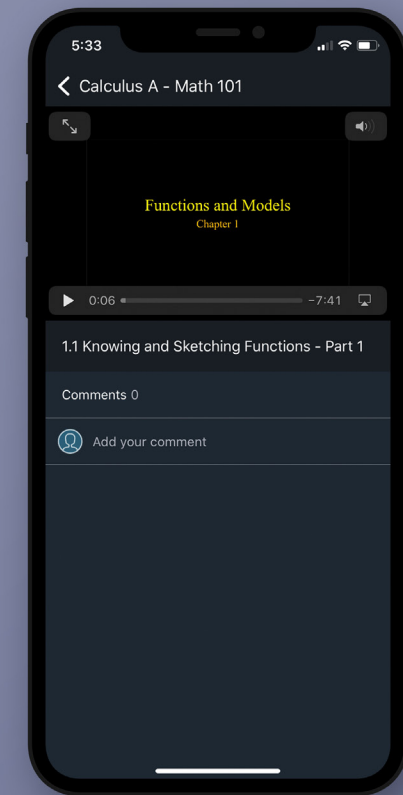 5:33
Calculus A - Math 101
Functions and Models
Chapter 1
0:06 -7:41
1.1 Knowing and Sketching Functions - Part 1
Comments 0
Add your comment